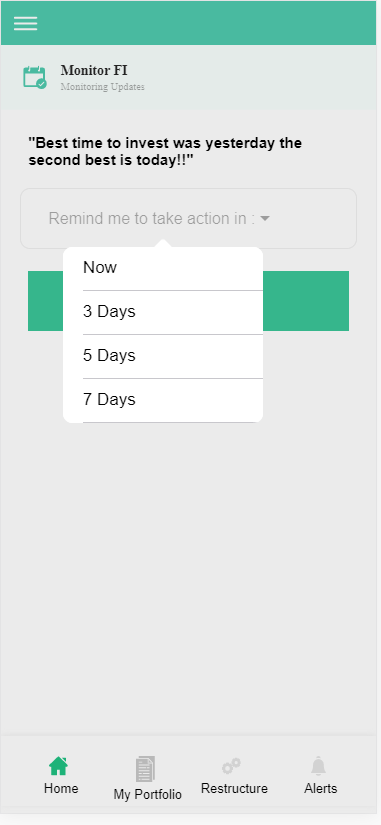 Monitor FI
Monitoring Updates
"Best time to invest was yesterday the
second best is today!!"
Remind me to take action in :
Now
3 Days
5 Days
7 Days
Home
My Portfolio
Restructure
Alerts